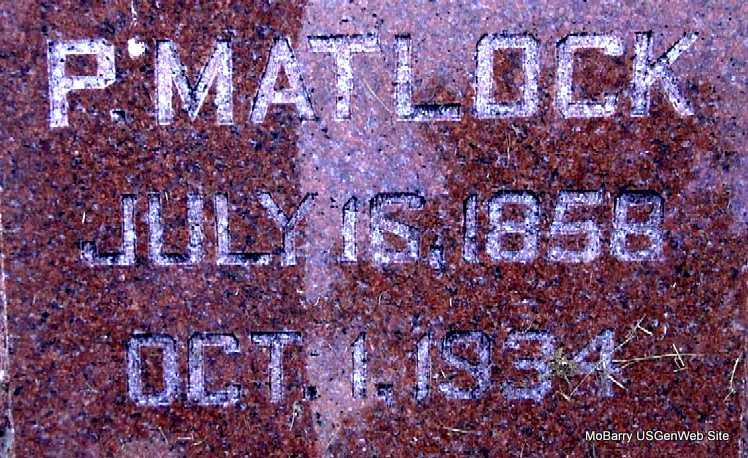 P. MATLOCK
JULY 16, 1858
OCT. 1, 1934
MoBarry USGenWeb Site